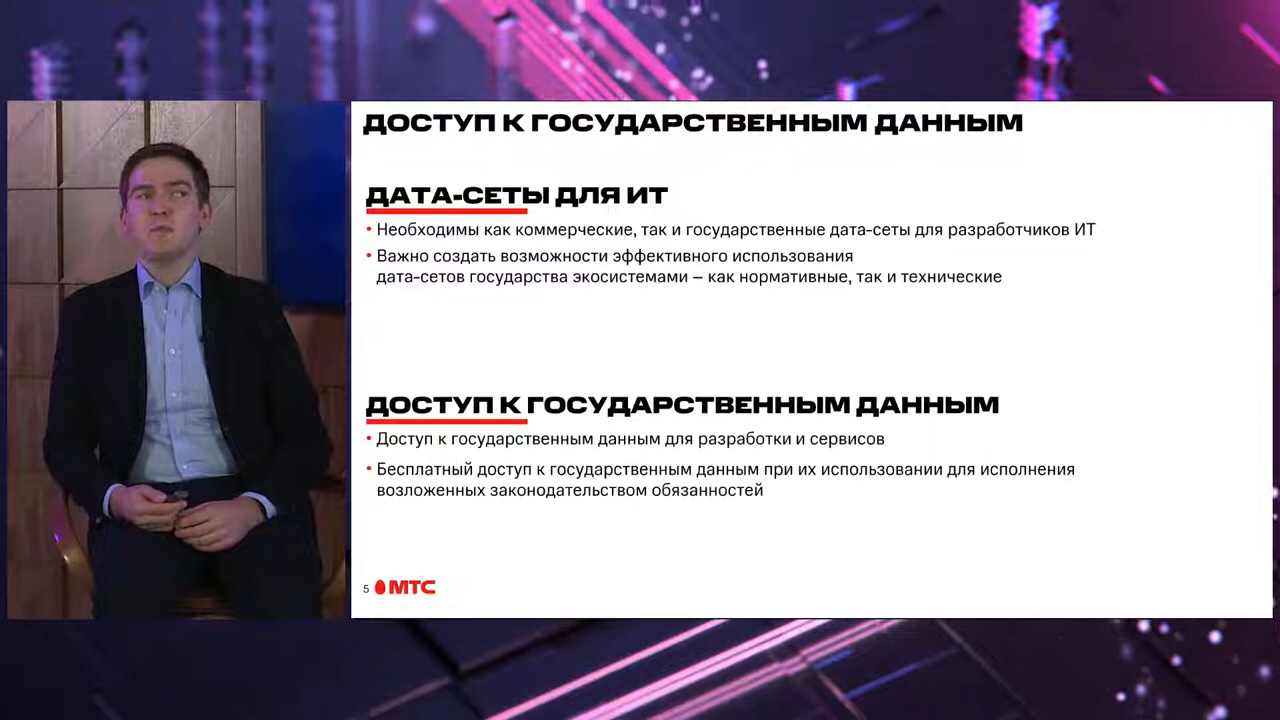 ДОСТУП К ГОСУДАРСТВЕННЫМ ДАННЫМ
ДАТА-СЕТЫ ДЛЯ ИТ
• Необходимы как коммерческие, так и государственные дата-сеты для разработчиков ИТ
• Важно создать возможности эффективного использования
дата-сетов государства экосистемами – как нормативные, так и технические
ДОСТУП К ГОСУДАРСТВЕННЫМ ДАННЫМ
• Доступ к государственным данным для разработки и сервисов
• Бесплатный доступ к государственным данным при их использовании для исполнения
возложенных законодательством обязанностей
5 МТС